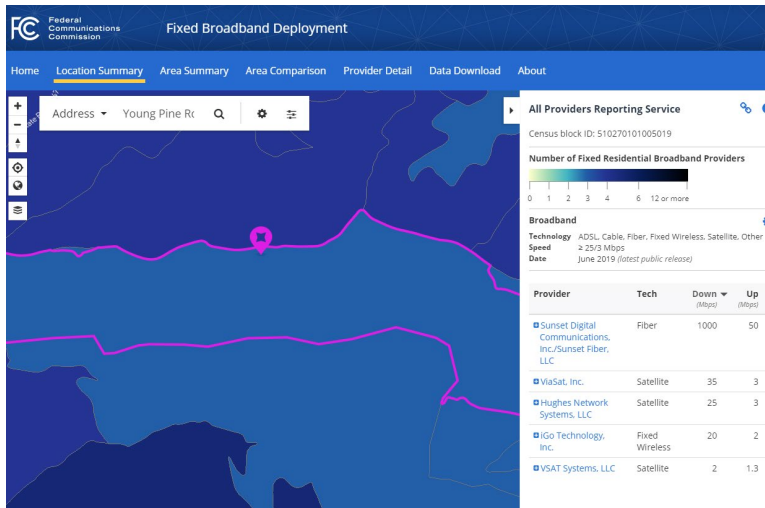 FC
Federal
Communications
Commission
Fixed Broadband Deployment
Home Location Summary Area Summary Area Comparison Provider Detail Data Download About
Address Young Pine Rc
All Providers Reporting Service
Census block ID: 510270101005019
Number of Fixed Residential Broadband Providers
0 1 2 3 4 6 12 or more
Broadband
Technology ADSL, Cable, Fiber, Fixed Wireless, Satellite, Other
Speed ≥ 25/3 Mbps
Date June 2019 (latest public release)
Provider Tech Down Up
(Mbps) (Mbps)
Sunset Digital Fiber 1000 50
Communications,
Inc./Sunset Fiber,
LLC
ViaSat, Inc. Satellite 35 3
Hughes Network Satellite 25 3
Systems, LLC
iGo Technology, Fixed 20 2
Inc. Wireless
VSAT Systems, LLC Satellite 2 1.3